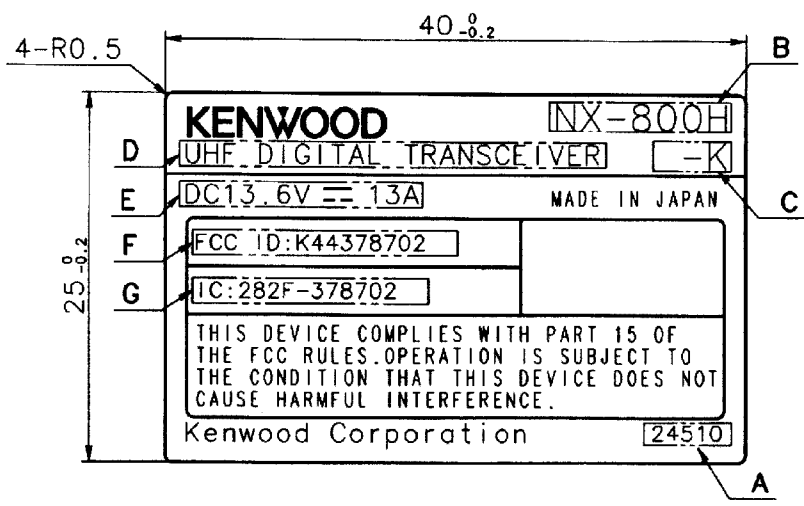 40 0 -0.2
4-R0.5
B
KENWOOD NX-800H
D UHF DIGITAL TRANSCEIVER -K
E DC13.6V 13A MADE IN JAPAN C
F FCC ID:K44378702
25 0 -0.2
G IC:282F-378702
THIS DEVICE COMPLIES WITH PART 15 OF
THE FCC RULES.OPERATION IS SUBJECT TO
THE CONDITION THAT THIS DEVICE DOES NOT
CAUSE HARMFUL INTERFERENCE.
Kenwood Corporation 24510
A